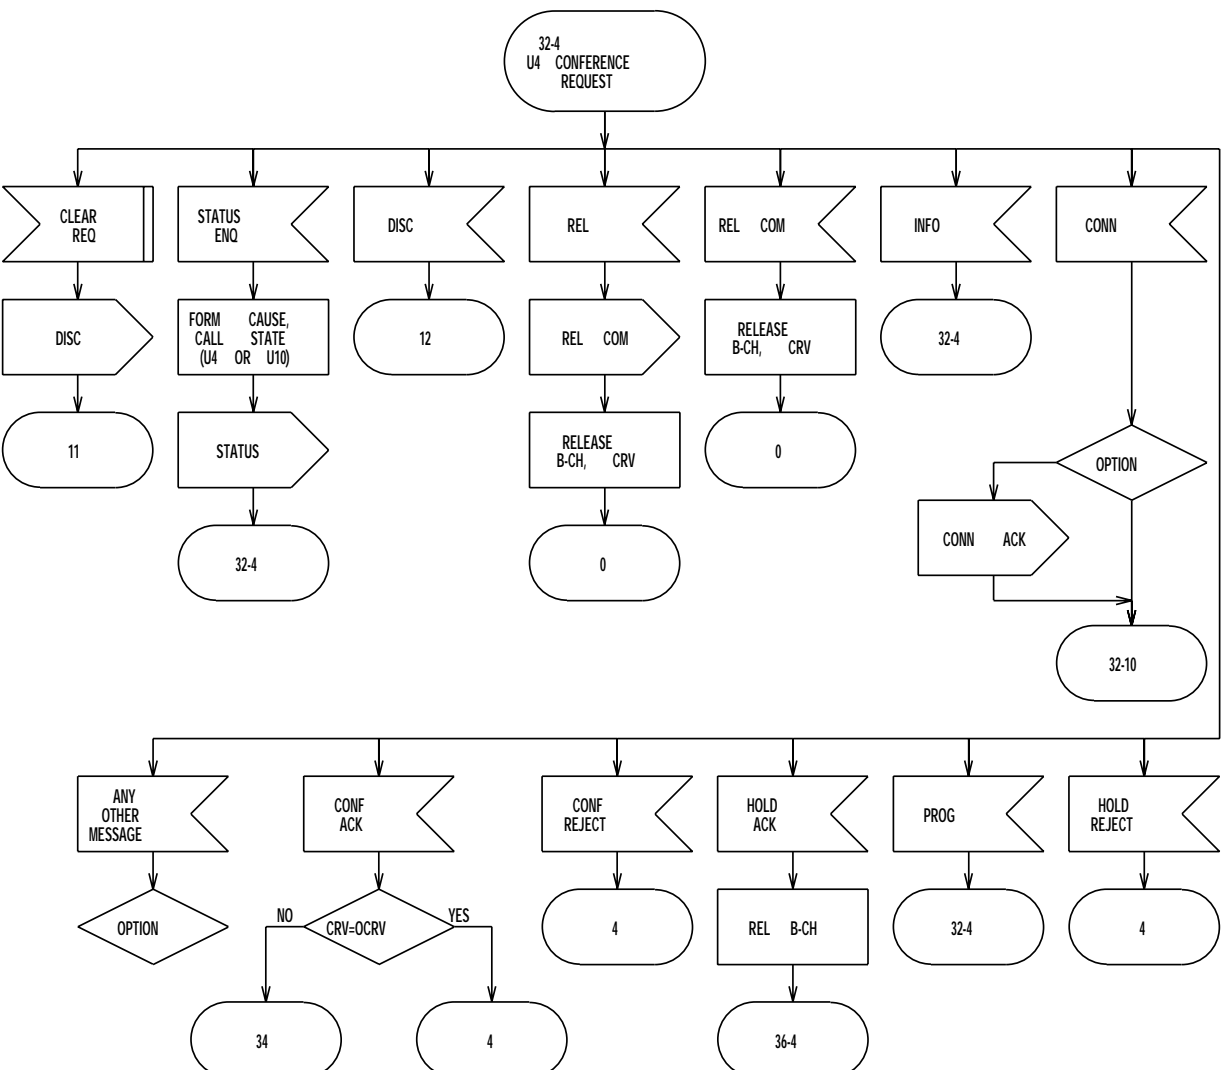 32-4
U4 CONFERENCE
REQUEST
CLEAR
REQ
STATUS
ENQ
DISC
REL
REL COM
INFO
CONN
DISC
FORM CAUSE,
CALL STATE
(U4 OR U10)
12
REL COM
RELEASE
B-CH, CRV
32-4
11
STATUS
RELEASE
B-CH, CRV
0
OPTION
32-4
0
CONN ACK
32-10
ANY
OTHER
MESSAGE
CONF
ACK
CONF
REJECT
HOLD
ACK
PROG
HOLD
REJECT
OPTION
NO
CRV=OCRV
YES
4
REL B-CH
32-4
4
34
4
36-4